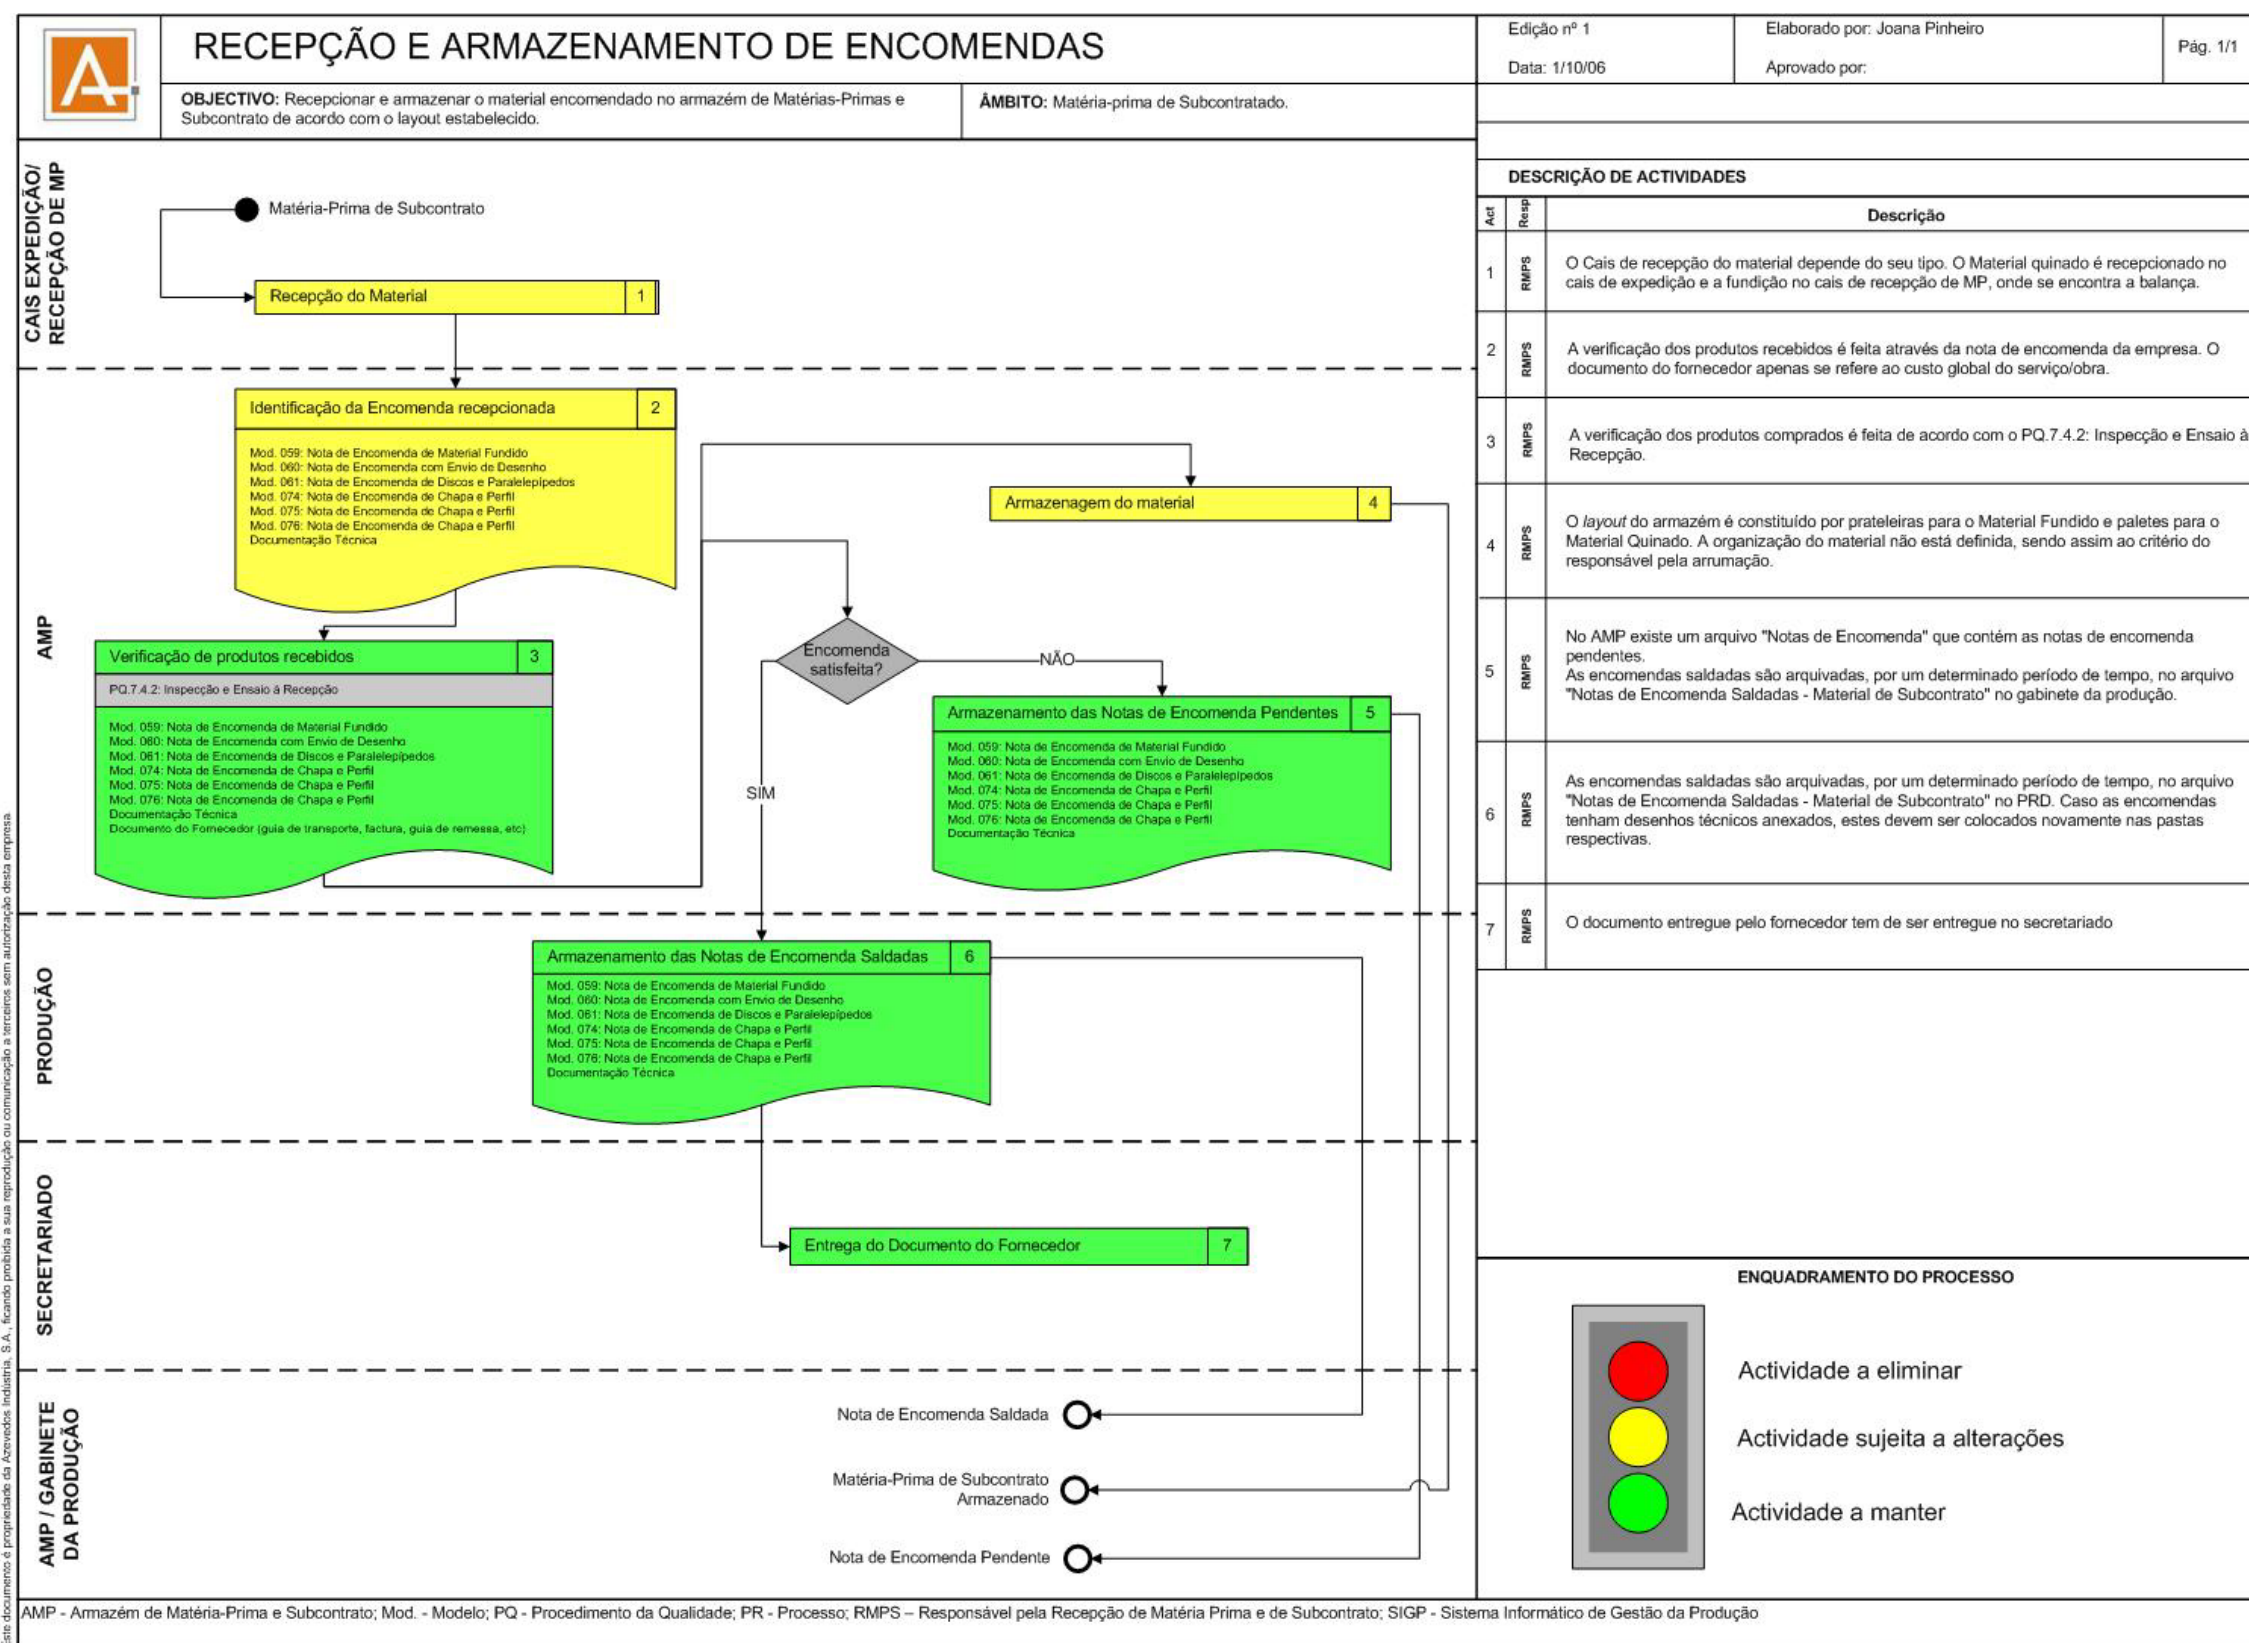 RECEPÇÃO E ARMAZENAMENTO DE ENCOMENDAS
OBJECTIVO: Recepcionar e armazenar o material encomendado no armazém de Matérias-Primas e
Subcontrato de acordo com o layout estabelecido.
ÂMBITO: Matéria-prima de Subcontratado.
Edição nº 1
Data: 1/10/06
Elaborado por: Joana Pinheiro
Aprovado por:
Pág. 1/1
CAIS EXPEDIÇÃO/
RECEPÇÃO DE MP
Matéria-Prima de Subcontrato
Recepção do Material 1
AMP
Identificação da Encomenda recepcionada 2
Mod. 059: Nota de Encomenda de Material Fundido
Mod. 060: Nota de Encomenda com Envio de Desenho
Mod. 061: Nota de Encomenda de Discos e Paralelepípedos
Mod. 074: Nota de Encomenda de Chapa e Perfil
Mod. 075: Nota de Encomenda de Chapa e Perfil
Mod. 076: Nota de Encomenda de Chapa e Perfil
Documentação Técnica
Armazenagem do material 4
Verificação de produtos recebidos 3
PQ.7.4.2: Inspecção e Ensaio à Recepção
Mod. 059: Nota de Encomenda de Material Fundido
Mod. 060: Nota de Encomenda com Envio de Desenho
Mod. 061: Nota de Encomenda de Discos e Paralelepípedos
Mod. 074: Nota de Encomenda de Chapa e Perfil
Mod. 075: Nota de Encomenda de Chapa e Perfil
Mod. 076: Nota de Encomenda de Chapa e Perfil
Documentação Técnica
Documento do Fornecedor (guia de transporte, factura, guia de remessa, etc)
Encomenda
satisfeita?
NÃO
SIM
Armazenamento das Notas de Encomenda Pendentes 5
Mod. 059: Nota de Encomenda de Material Fundido
Mod. 060: Nota de Encomenda com Envio de Desenho
Mod. 061: Nota de Encomenda de Discos e Paralelepípedos
Mod. 074: Nota de Encomenda de Chapa e Perfil
Mod. 075: Nota de Encomenda de Chapa e Perfil
Mod. 076: Nota de Encomenda de Chapa e Perfil
Documentação Técnica
PRODUÇÃO
Armazenamento das Notas de Encomenda Saldadas 6
Mod. 059: Nota de Encomenda de Material Fundido
Mod. 060: Nota de Encomenda com Envio de Desenho
Mod. 061: Nota de Encomenda de Discos e Paralelepípedos
Mod. 074: Nota de Encomenda de Chapa e Perfil
Mod. 075: Nota de Encomenda de Chapa e Perfil
Mod. 076: Nota de Encomenda de Chapa e Perfil
Documentação Técnica
SECRETARIADO
Entrega do Documento do Fornecedor 7
AMP / GABINETE
DA PRODUÇÃO
Nota de Encomenda Saldada
Matéria-Prima de Subcontrato
Armazenado
Nota de Encomenda Pendente
DESCRIÇÃO DE ACTIVIDADES
Act Resp Descrição
1 RMPS O Cais de recepção do material depende do seu tipo. O Material quinado é recepcionado no
cais de expedição e a fundição no cais de recepção de MP, onde se encontra a balança.
2 RMPS A verificação dos produtos recebidos é feita através da nota de encomenda da empresa. O
documento do fornecedor apenas se refere ao custo global do serviço/obra.
3 RMPS A verificação dos produtos comprados é feita de acordo com o PQ.7.4.2: Inspecção e Ensaio à
Recepção.
4 RMPS O layout do armazém é constituído por prateleiras para o Material Fundido e paletes para o
Material Quinado. A organização do material não está definida, sendo assim ao critério do
responsável pela arrumação.
5 RMPS No AMP existe um arquivo "Notas de Encomenda" que contém as notas de encomenda
pendentes.
As encomendas saldadas são arquivadas, por um determinado período de tempo, no arquivo
"Notas de Encomenda Saldadas - Material de Subcontrato" no gabinete da produção.
6 RMPS As encomendas saldadas são arquivadas, por um determinado período de tempo, no arquivo
"Notas de Encomenda Saldadas - Material de Subcontrato" no PRD. Caso as encomendas
tenham desenhos técnicos anexados, estes devem ser colocados novamente nas pastas
respectivas.
7 RMPS O documento entregue pelo fornecedor tem de ser entregue no secretariado
ENQUADRAMENTO DO PROCESSO
Actividade a eliminar
Actividade sujeita a alterações
Actividade a manter
Este documento é propriedade da Azevedos Indústria, S.A., ficando proibida a sua reprodução ou comunicação a terceiros sem autorização desta empresa.
AMP - Armazém de Matéria-Prima e Subcontrato; Mod. - Modelo; PQ - Procedimento da Qualidade; PR - Processo; RMPS – Responsável pela Recepção de Matéria Prima e de Subcontrato; SIGP - Sistema Informático de Gestão da Produção